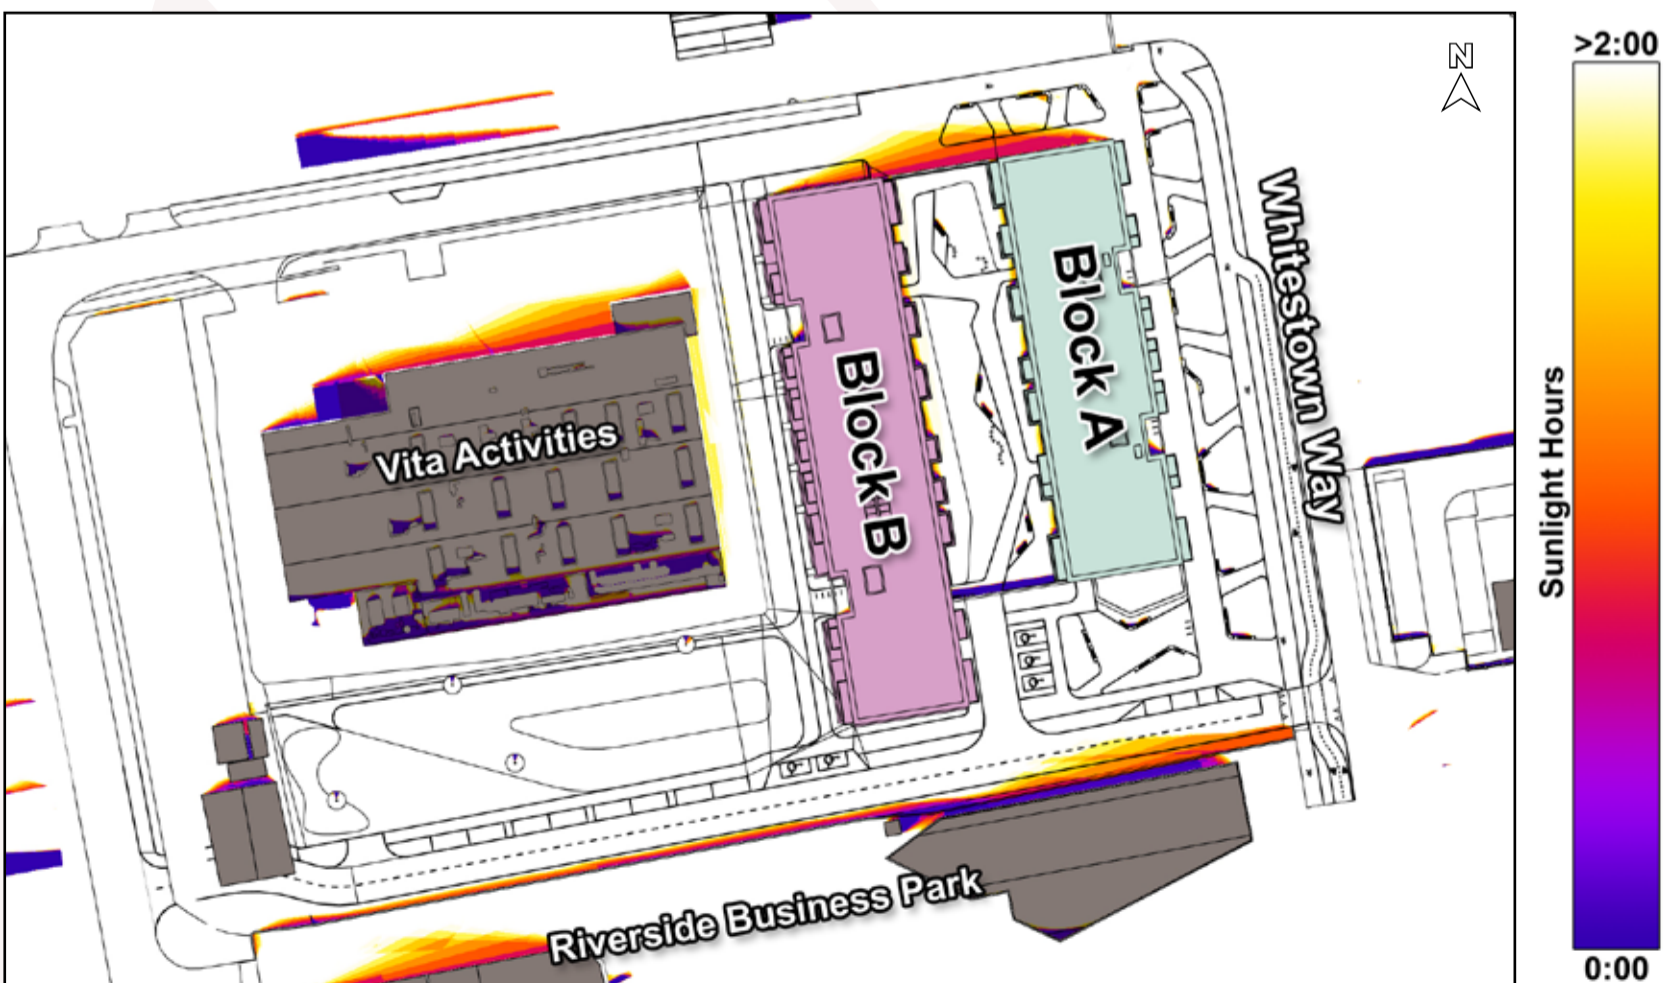 >2:00
N
Whitestown Way
Block A
Block B
Vita Activities
Sunlight Hours
Riverside Business Park
0:00